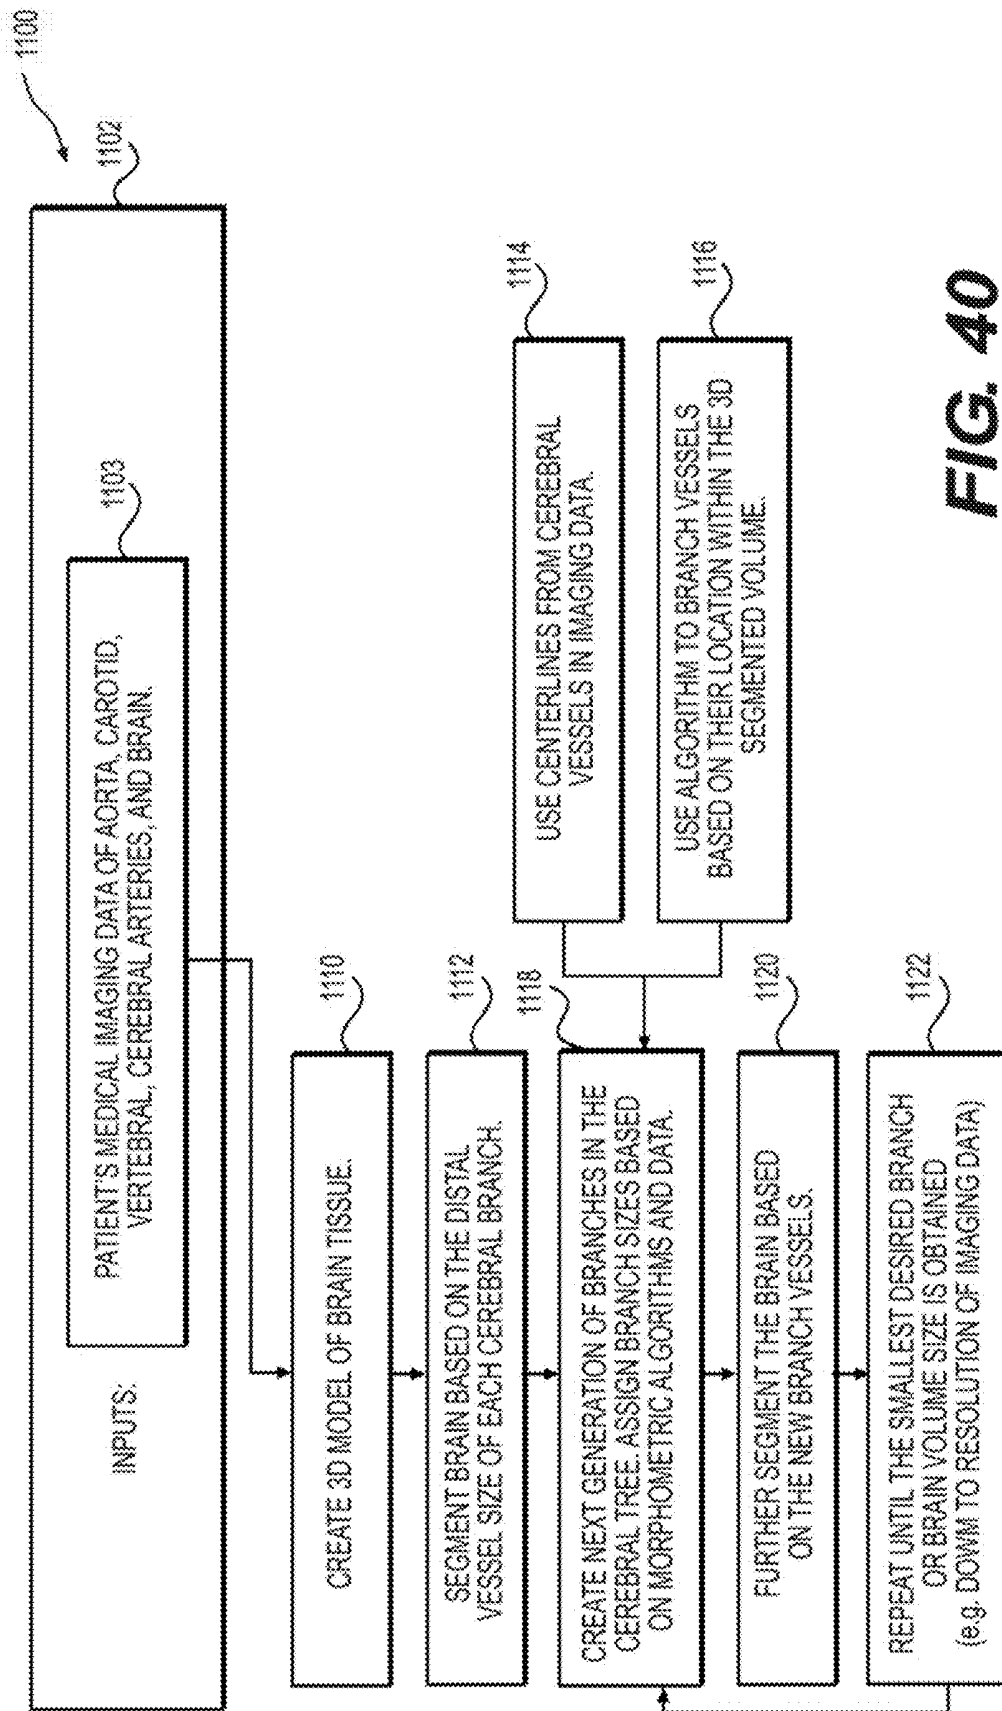 1100
1102
INPUTS:
1103
PATIENT'S MEDICAL IMAGING DATA OF AORTA, CAROTID,
VERTEBRAL, CEREBRAL ARTERIES, AND BRAIN.
1110
CREATE 3D MODEL OF BRAIN TISSUE.
1112
SEGMENT BRAIN BASED ON THE DISTAL
VESSEL SIZE OF EACH CEREBRAL BRANCH.
1114
USE CENTERLINES FROM CEREBRAL
VESSELS IN IMAGING DATA.
1116
USE ALGORITHM TO BRANCH VESSELS
BASED ON THEIR LOCATION WITHIN THE 3D
SEGMENTED VOLUME.
1118
CREATE NEXT GENERATION OF BRANCHES IN THE
CEREBRAL TREE. ASSIGN BRANCH SIZES BASED
ON MORPHOMETRIC ALGORITHMS AND DATA.
1120
FURTHER SEGMENT THE BRAIN BASED
ON THE NEW BRANCH VESSELS.
1122
REPEAT UNTIL THE SMALLEST DESIRED BRANCH
OR BRAIN VOLUME SIZE IS OBTAINED
(e.g. DOWM TO RESOLUTION OF IMAGING DATA)
FIG. 40